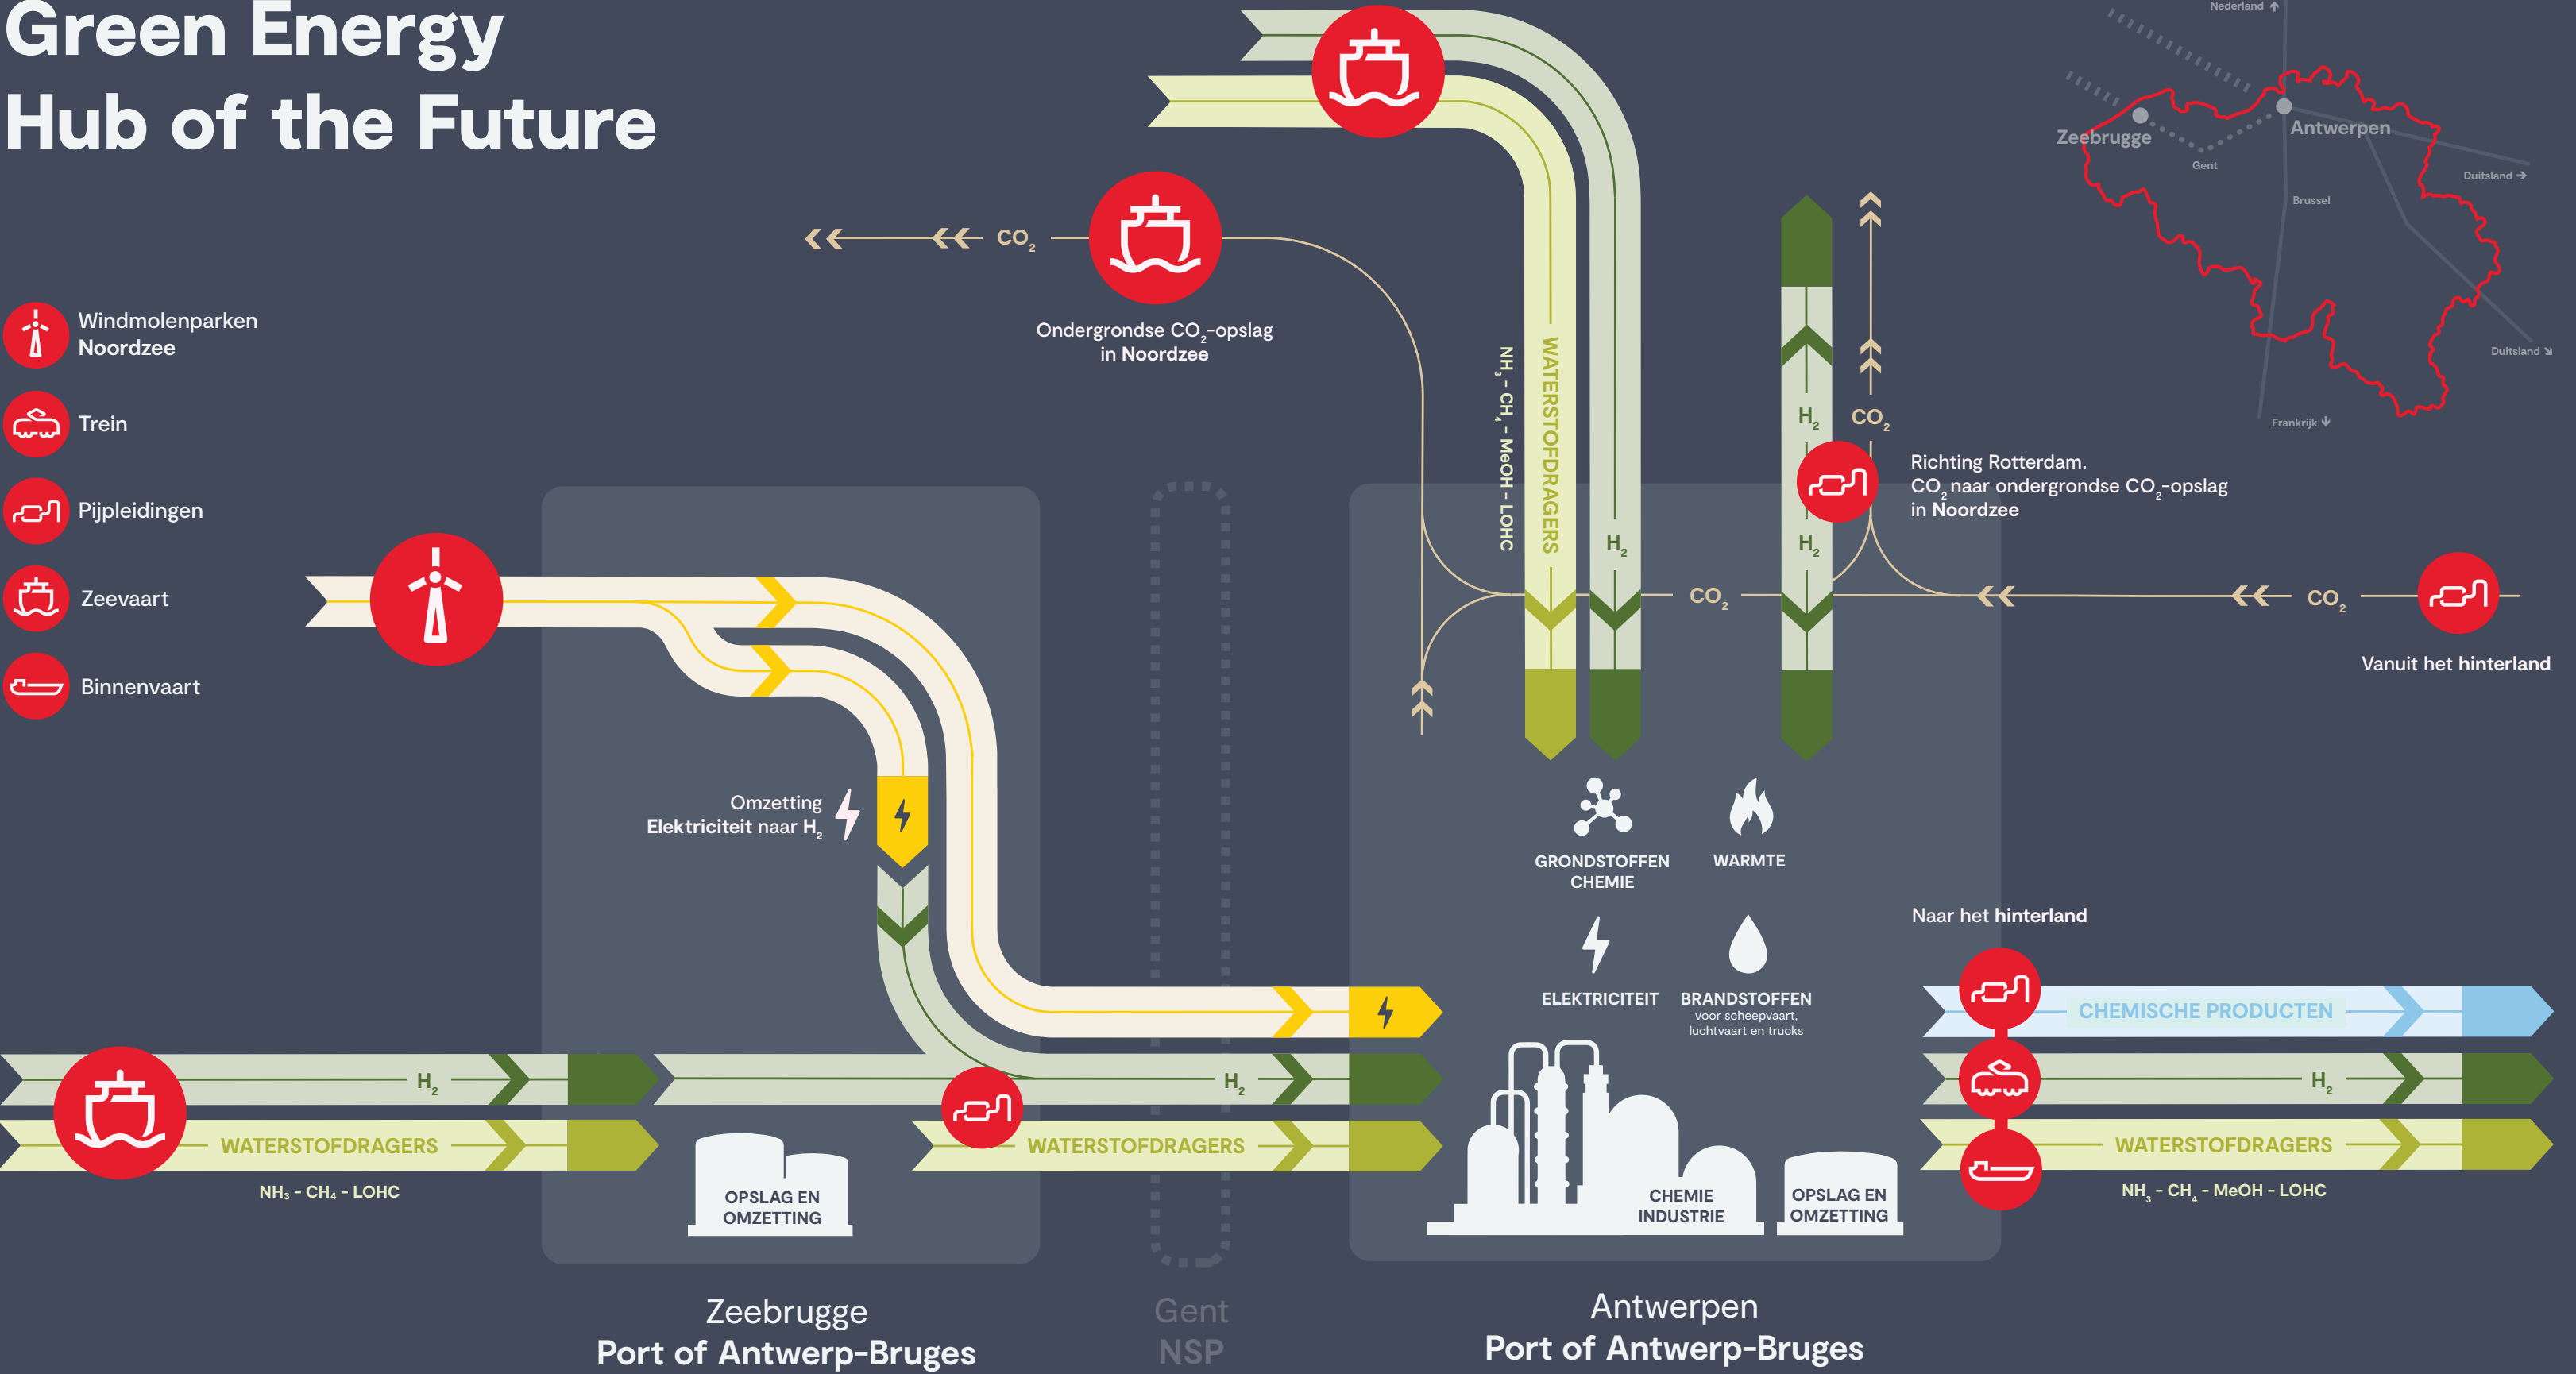 Green Energy
Hub of the Future
Nederland ↑
Zeebrugge
Antwerpen
Gent
Duitsland →
Brussel
Duitsland ↘
Frankrijk ↓
Windmolenparken
Noordzee
Trein
Pijpleidingen
Zeevaart
Binnenvaart
CO₂
Ondergrondse CO₂-opslag
in Noordzee
NH₃ - CH₄ - MeOH - LOHC
WATERSTOFDRAGERS
H₂
H₂
H₂
CO₂
Richting Rotterdam.
CO₂ naar ondergrondse CO₂-opslag
in Noordzee
CO₂
CO₂
Vanuit het hinterland
Omzetting
Elektriciteit naar H₂
GRONDSTOFFEN
CHEMIE
WARMTE
ELEKTRICITEIT
BRANDSTOFFEN
voor scheepvaart,
luchtvaart en trucks
Naar het hinterland
CHEMISCHE PRODUCTEN
H₂
WATERSTOFDRAGERS
NH₃ - CH₄ - MeOH - LOHC
H₂
WATERSTOFDRAGERS
NH₃ - CH₄ - LOHC
H₂
WATERSTOFDRAGERS
OPSLAG EN
OMZETTING
CHEMIE
INDUSTRIE
OPSLAG EN
OMZETTING
Zeebrugge
Port of Antwerp-Bruges
Gent
NSP
Antwerpen
Port of Antwerp-Bruges